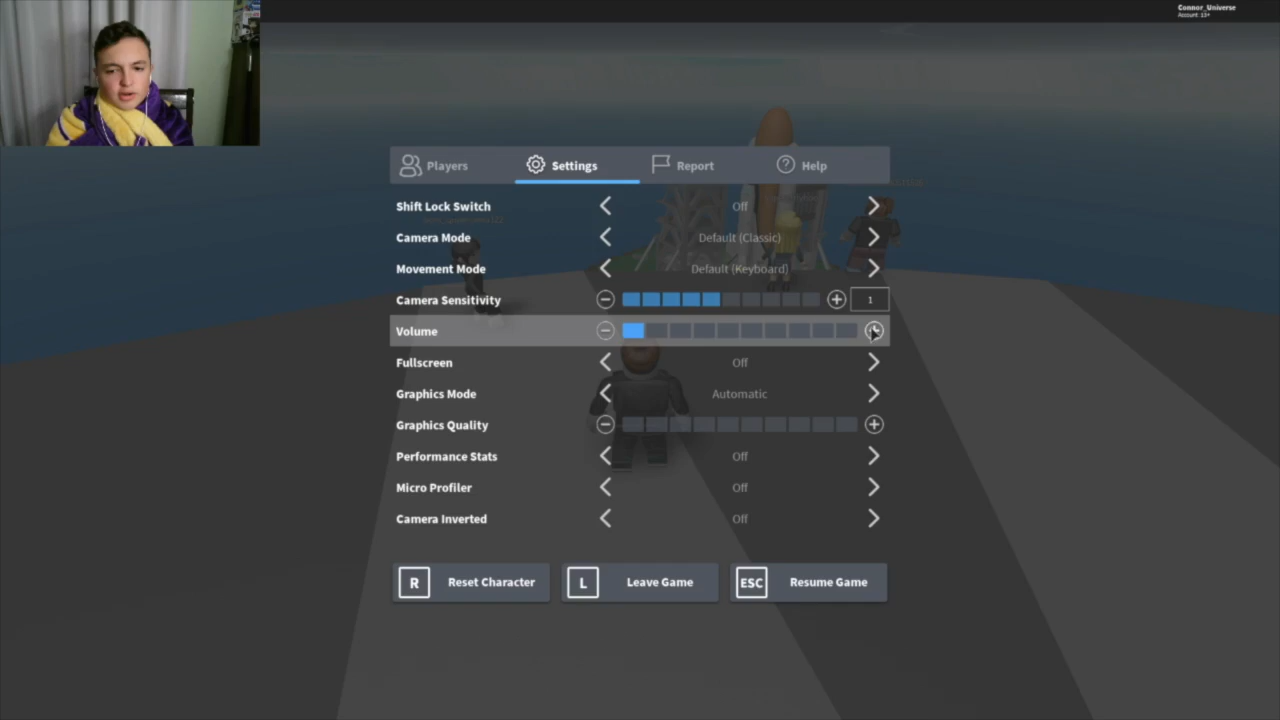 Connor_Universe
Account: 13+
Players
Settings
Report
Help
Shift Lock Switch Off
Camera Mode Default (Classic)
Movement Mode Default (Keyboard)
Camera Sensitivity 1
Volume
Fullscreen Off
Graphics Mode Automatic
Graphics Quality
Performance Stats Off
Micro Profiler Off
Camera Inverted Off
R Reset Character
L Leave Game
ESC Resume Game